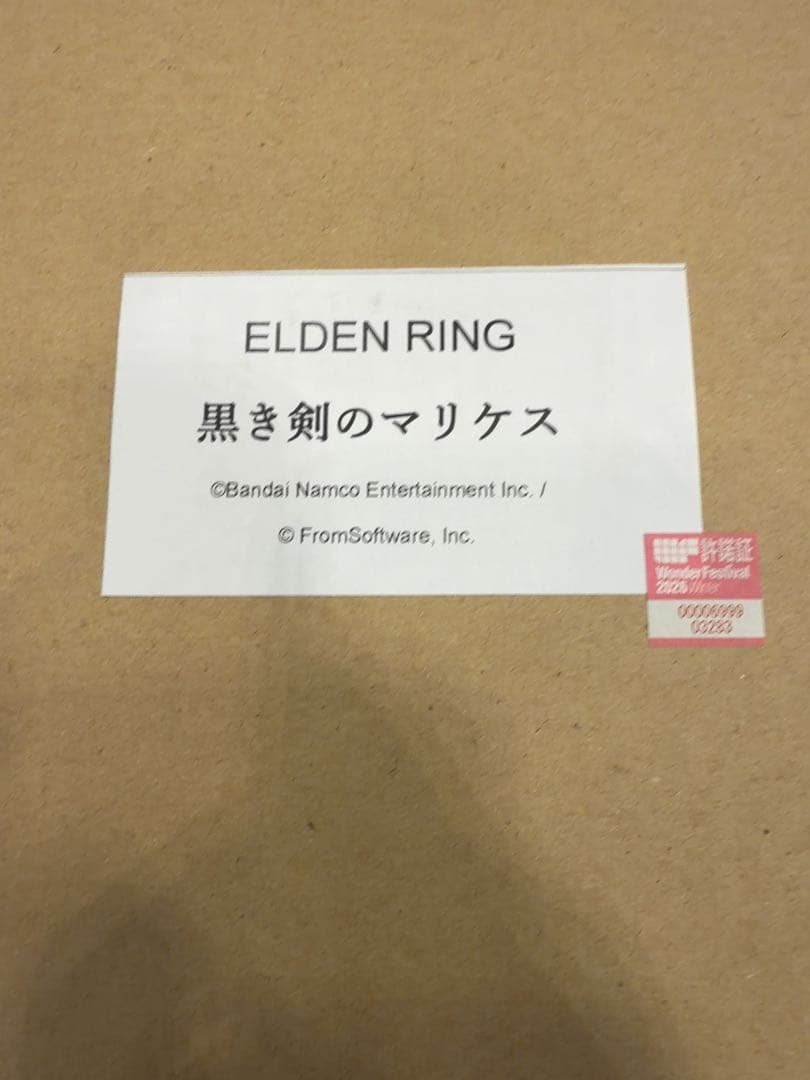 ELDEN RING
黒き剣のマリケス
©Bandai Namco Entertainment Inc. /
© FromSoftware, Inc.
WF 許諾証
Wonder Festival
2026 Winter
00006999
03283